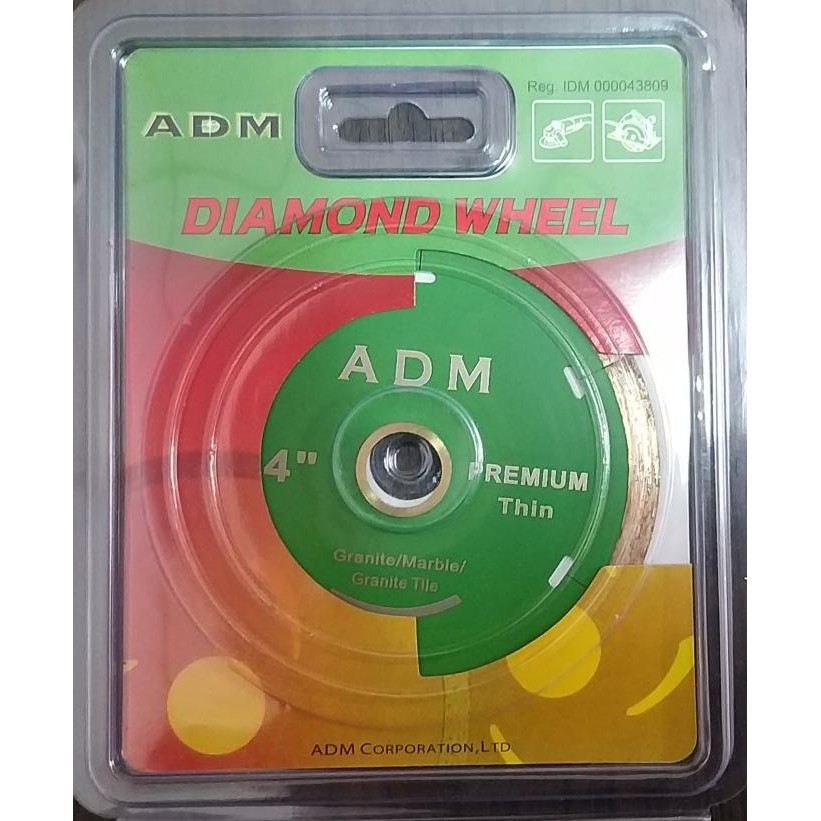 Reg. IDM 000043809
ADM
DIAMOND WHEEL
ADM
4"
PREMIUM
Thin
Granite/Marble/
Granite Tile
ADM CORPORATION,LTD